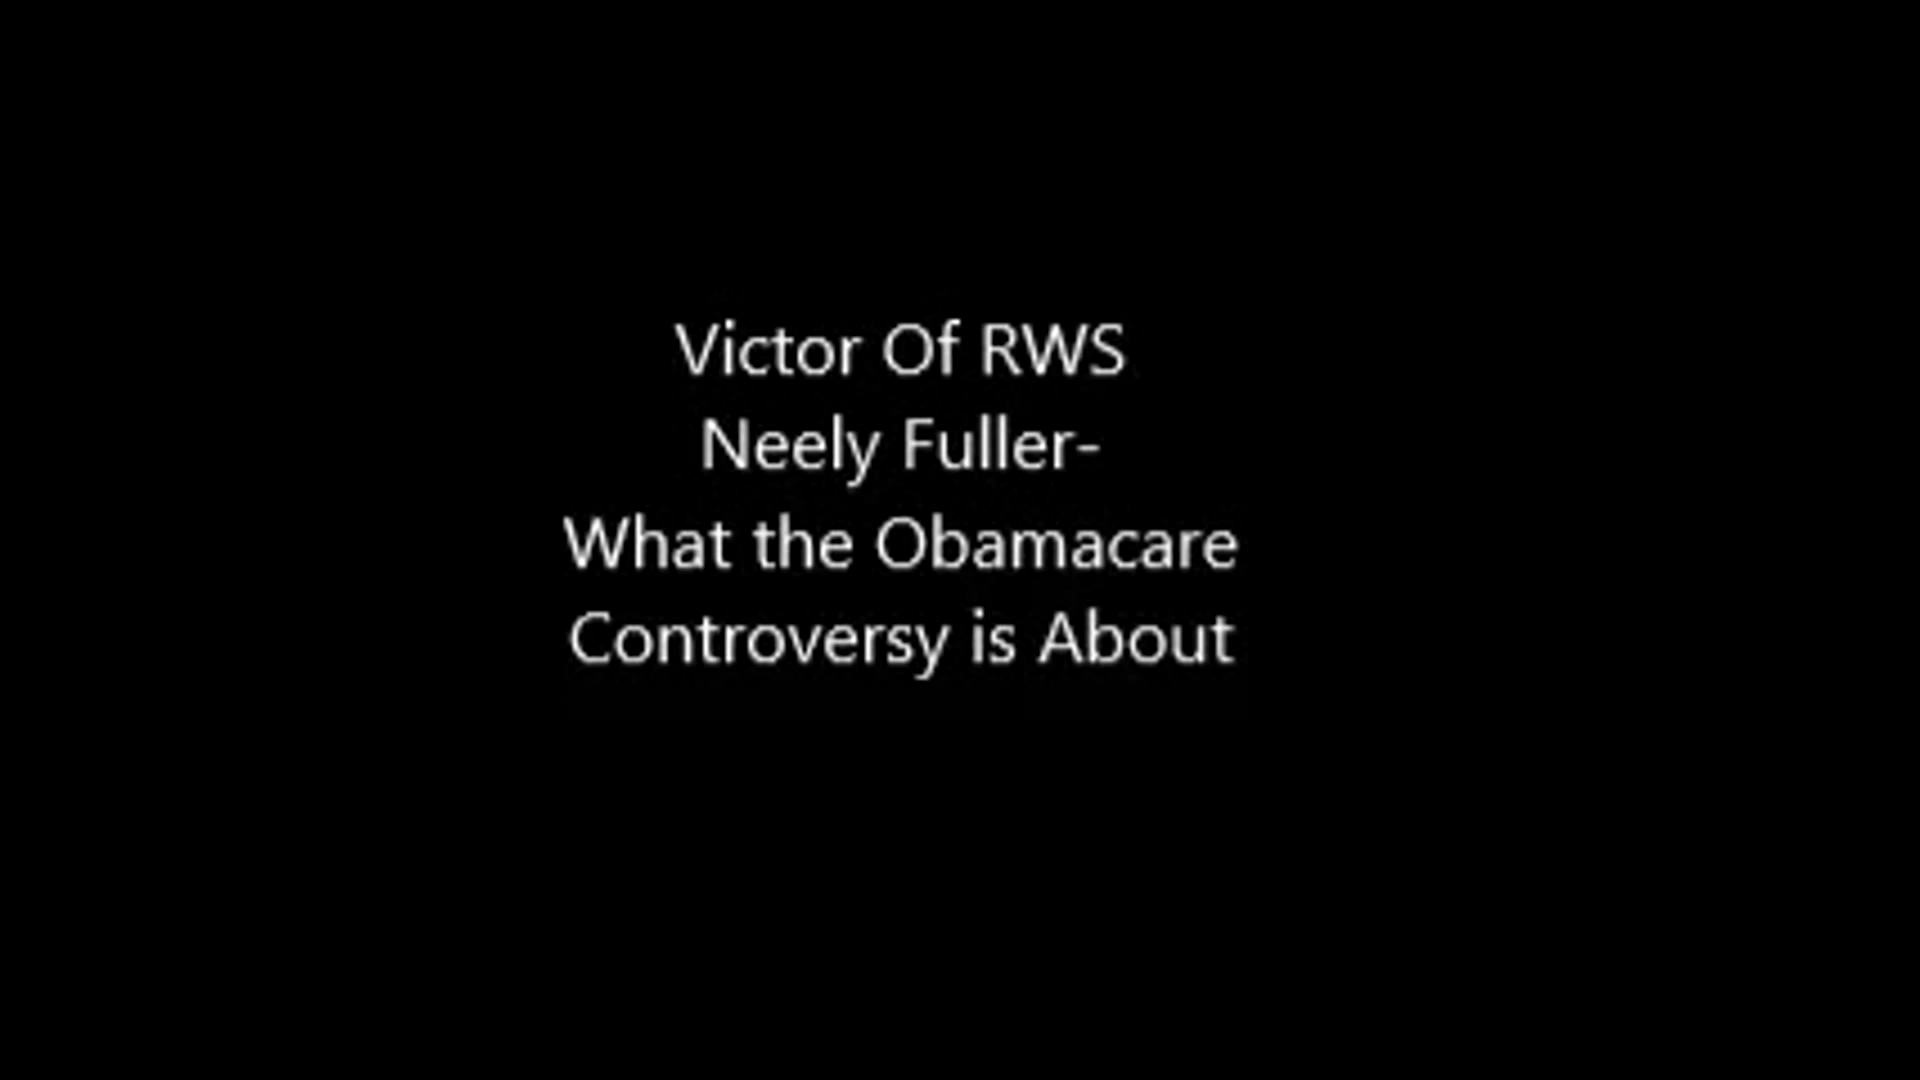 Victor Of RWS
Neely Fuller-
What the Obamacare
Controversy is About